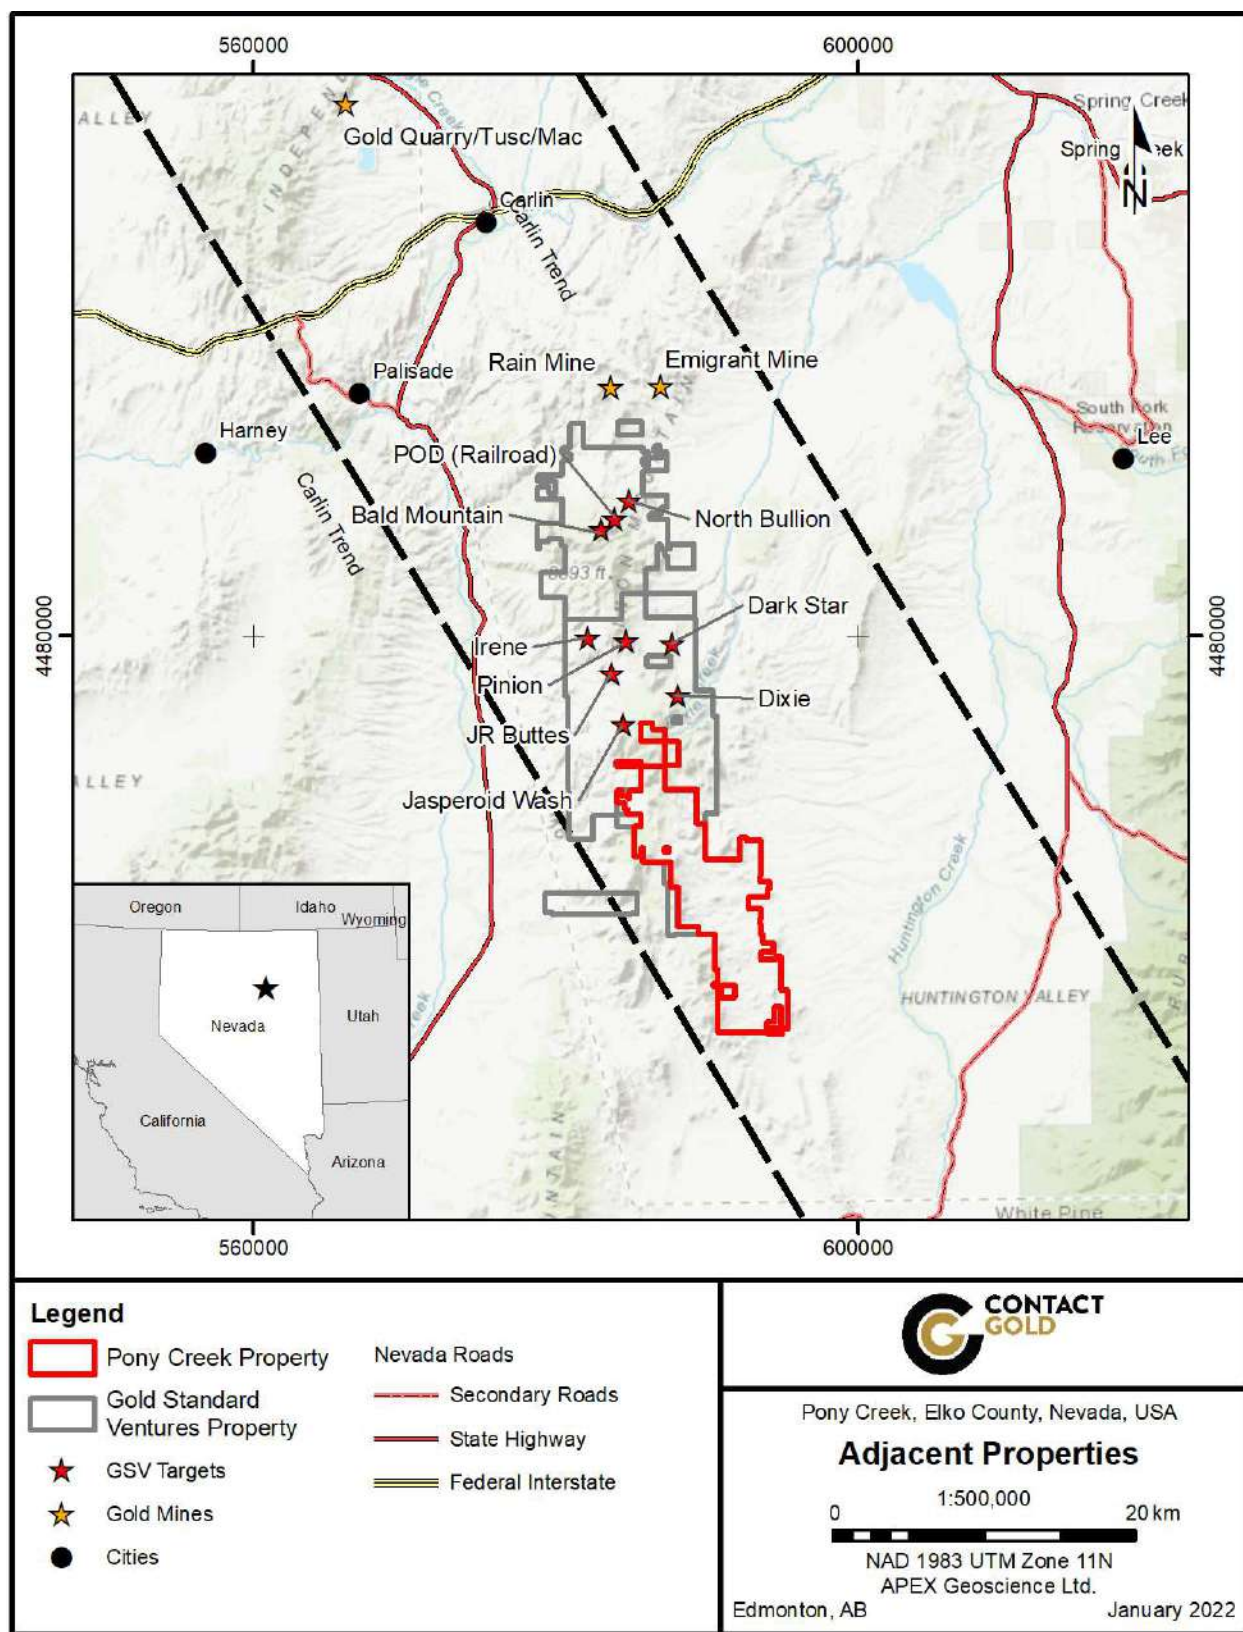 560000
600000
ALLEY
Spring Creek
Gold Quarry/Tusc/Mac
Spring
eek
N
Carlin
Carlin Trend
Rain Mine
Emigrant Mine
Palisade
South Fork
Lee
Harney
POD (Railroad)
Carlin Trend
Bald Mountain
North Bullion
Dark Star
4480000
4480000
Irene
Pinion
Dixie
JR Buttes
ALLEY
Jasperoid Wash
Huntington Creek
HUNTINGTON VALLEY
Oregon
Idaho
Wyoming
Nevada
Utah
California
Arizona
White Pine
560000
600000
Legend
Pony Creek Property
Gold Standard
Ventures Property
GSV Targets
Gold Mines
Cities
Nevada Roads
Secondary Roads
State Highway
Federal Interstate
CONTACT
GOLD
Pony Creek, Elko County, Nevada, USA
Adjacent Properties
1:500,000
0
20 km
NAD 1983 UTM Zone 11N
APEX Geoscience Ltd.
Edmonton, AB
January 2022